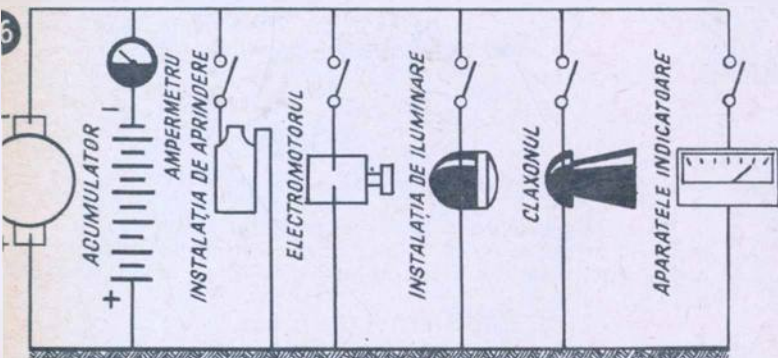 6
+
ACUMULATOR
+ -
AMPERMETRU
INSTALAȚIA DE APRINDERE
ELECTROMOTORUL
INSTALAȚIA DE ILUMINARE
CLAXONUL
APARATELE INDICATOARE